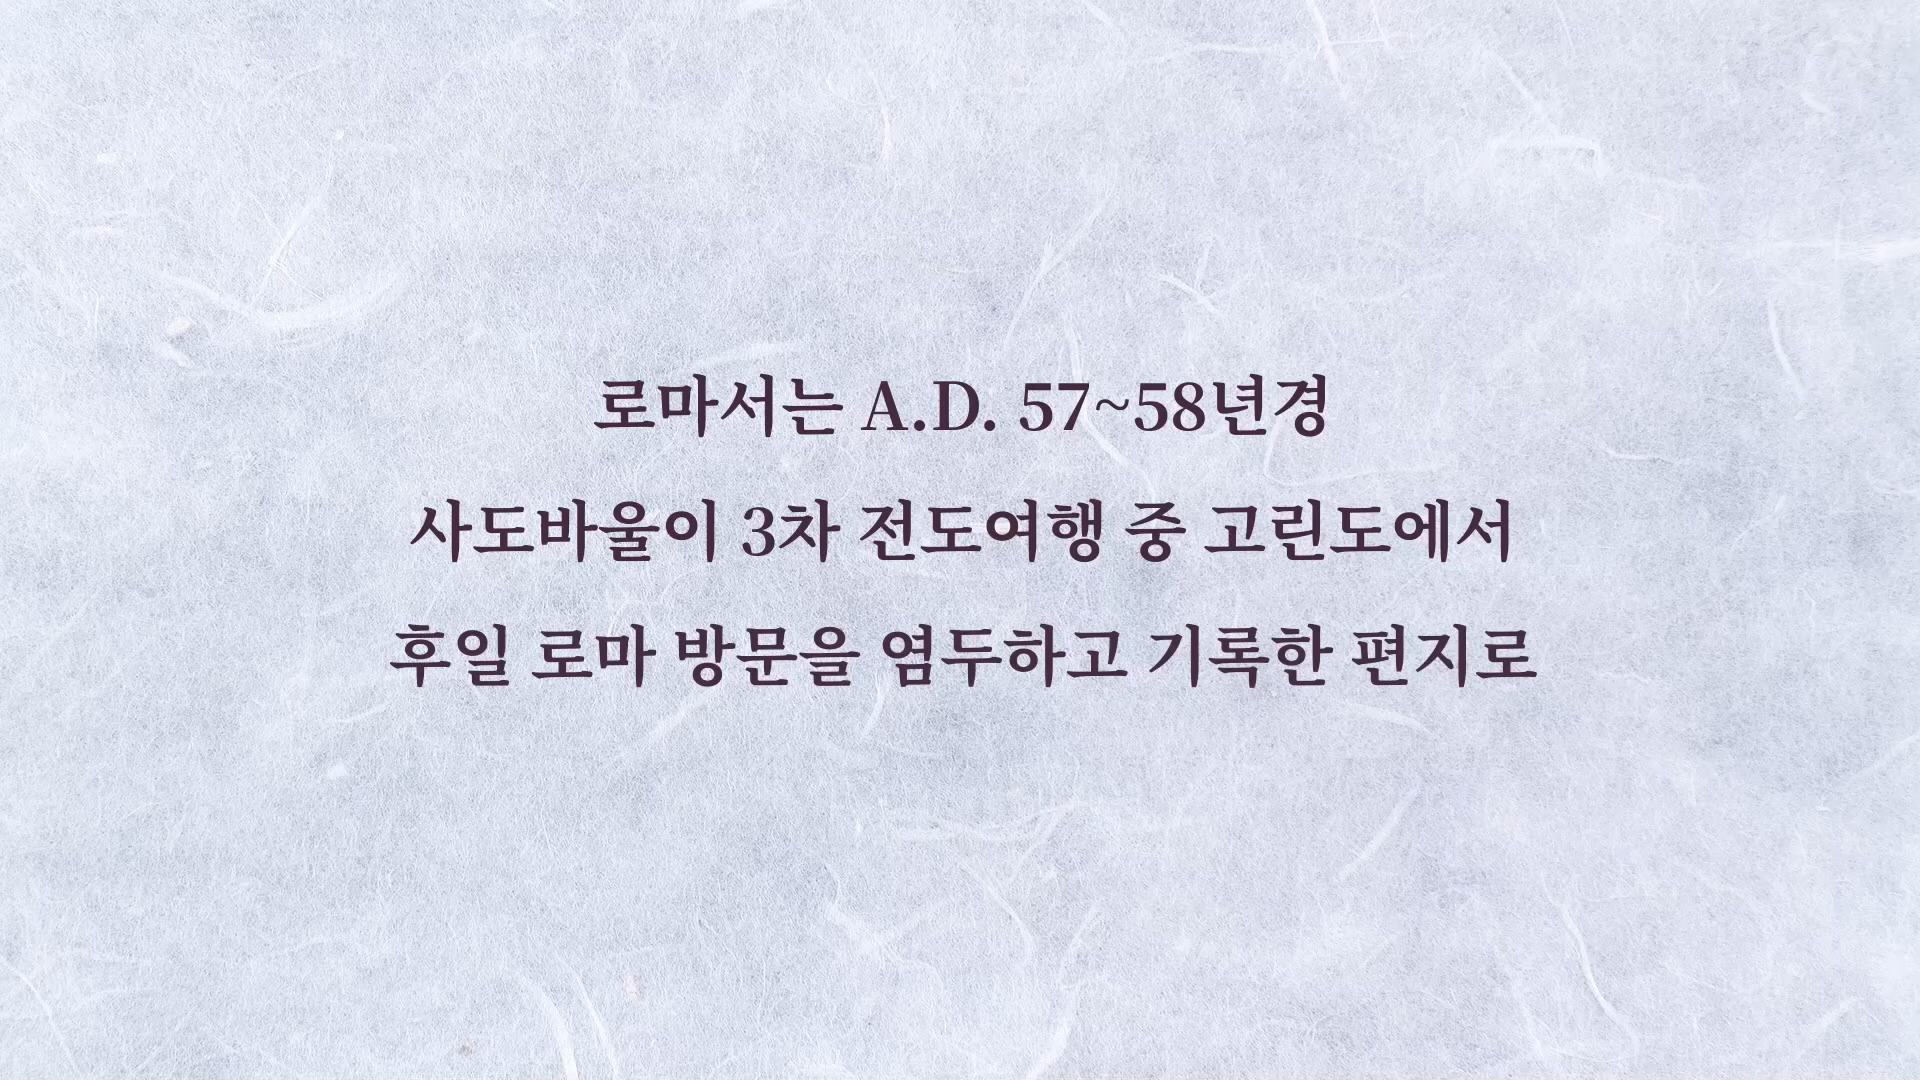 로마서는 A.D. 57~58년경
사도바울이 3차 전도여행 중 고린도에서
후일 로마 방문을 염두하고 기록한 편지로